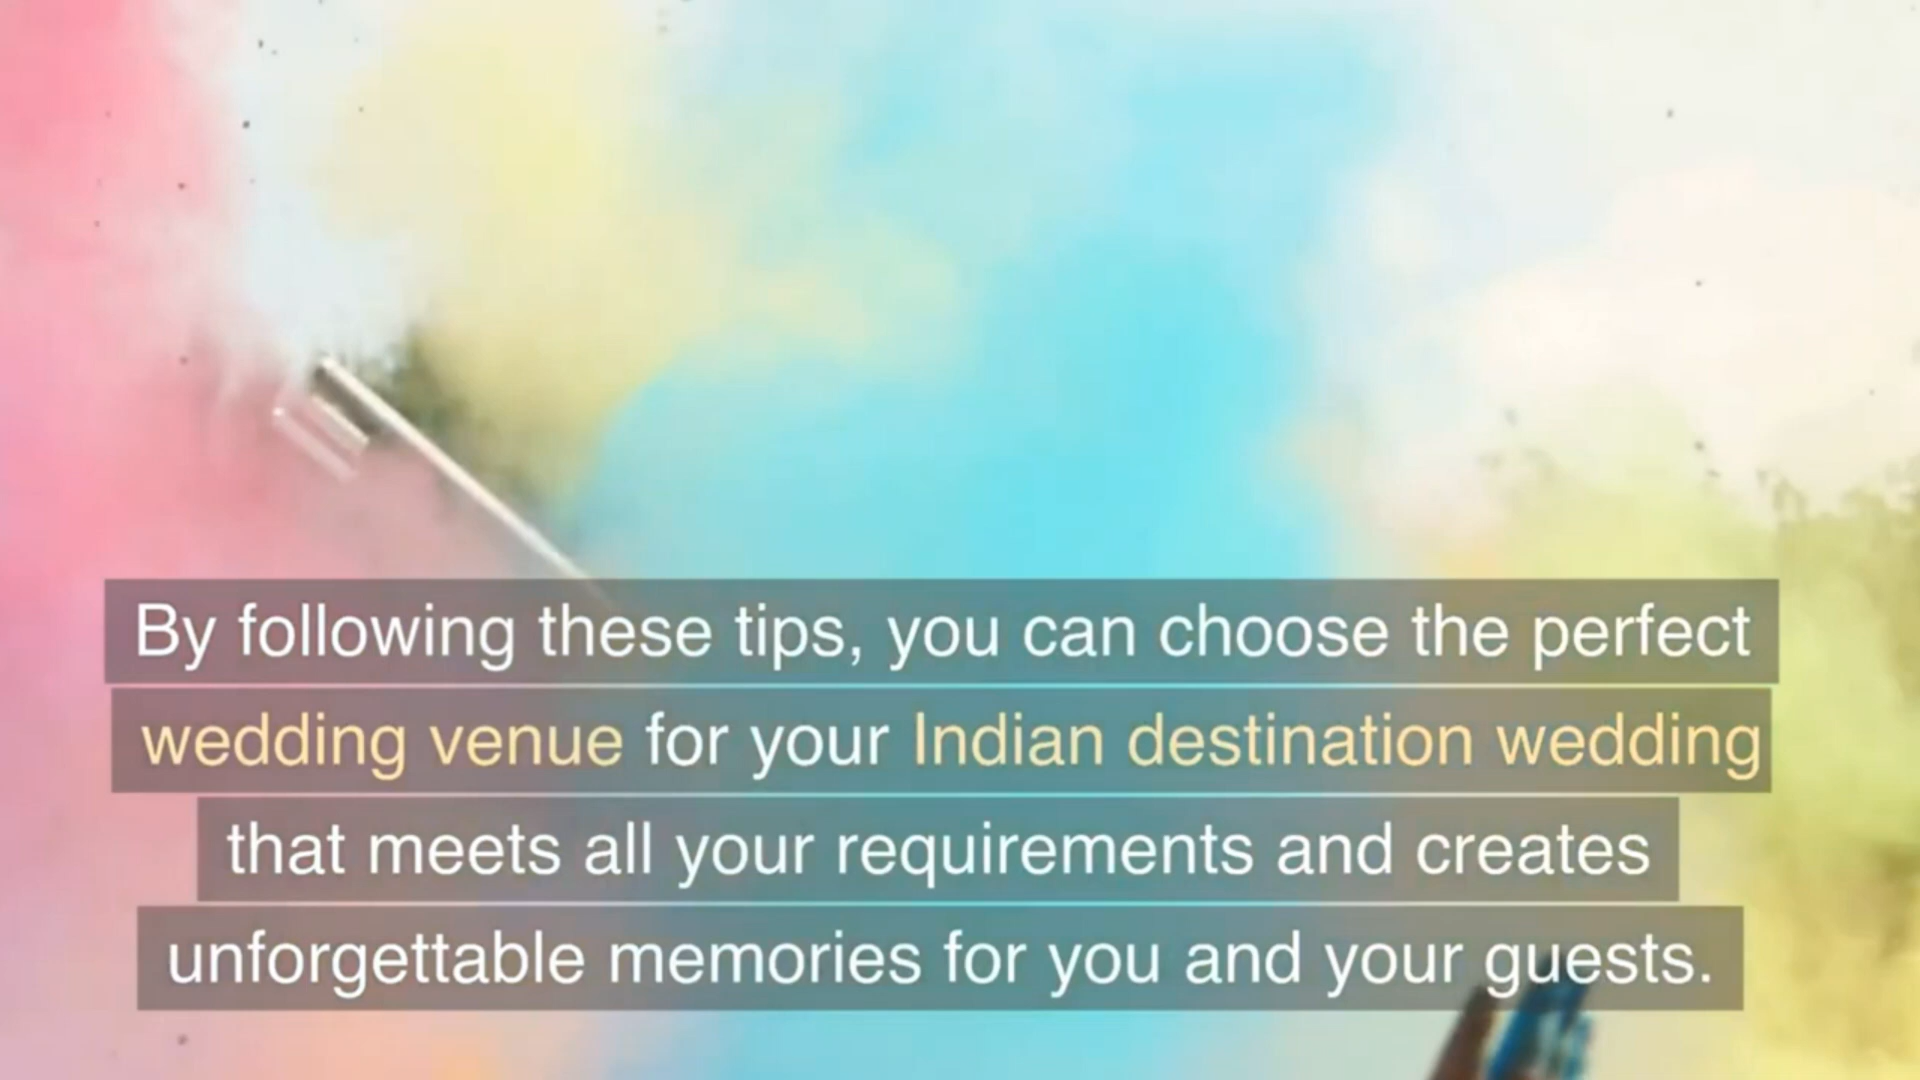 By following these tips, you can choose the perfect
wedding venue for your Indian destination wedding
that meets all your requirements and creates
unforgettable memories for you and your guests.